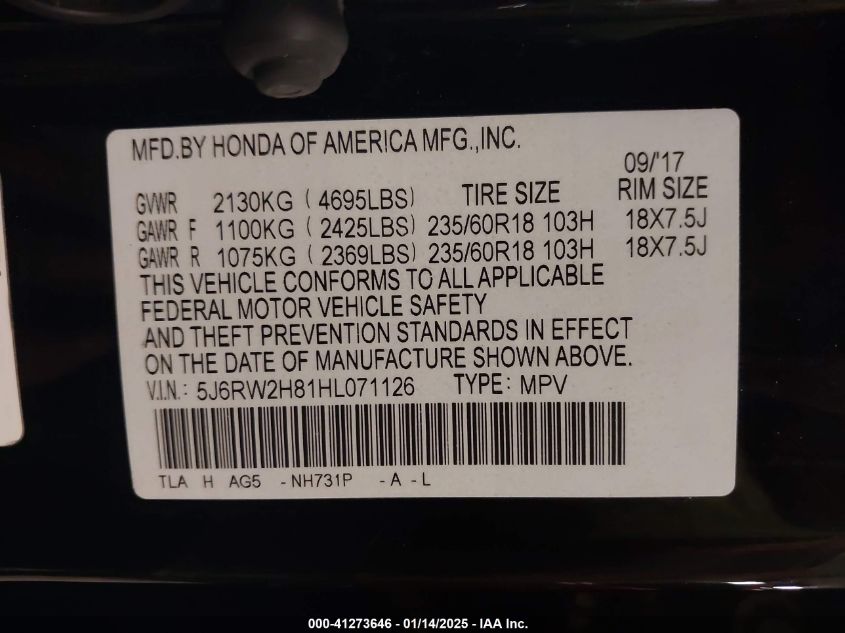 MFD.BY HONDA OF AMERICA MFG.,INC.
09/'17
GVWR 2130KG ( 4695LBS) TIRE SIZE RIM SIZE
GAWR F 1100KG ( 2425LBS) 235/60R18 103H 18X7.5J
GAWR R 1075KG ( 2369LBS) 235/60R18 103H 18X7.5J
THIS VEHICLE CONFORMS TO ALL APPLICABLE
FEDERAL MOTOR VEHICLE SAFETY
AND THEFT PREVENTION STANDARDS IN EFFECT
ON THE DATE OF MANUFACTURE SHOWN ABOVE.
V.I.N.: 5J6RW2H81HL071126 TYPE: MPV
TLA H AG5 -NH731P -A -L
000-41273646 - 01/14/2025 - IAA Inc.